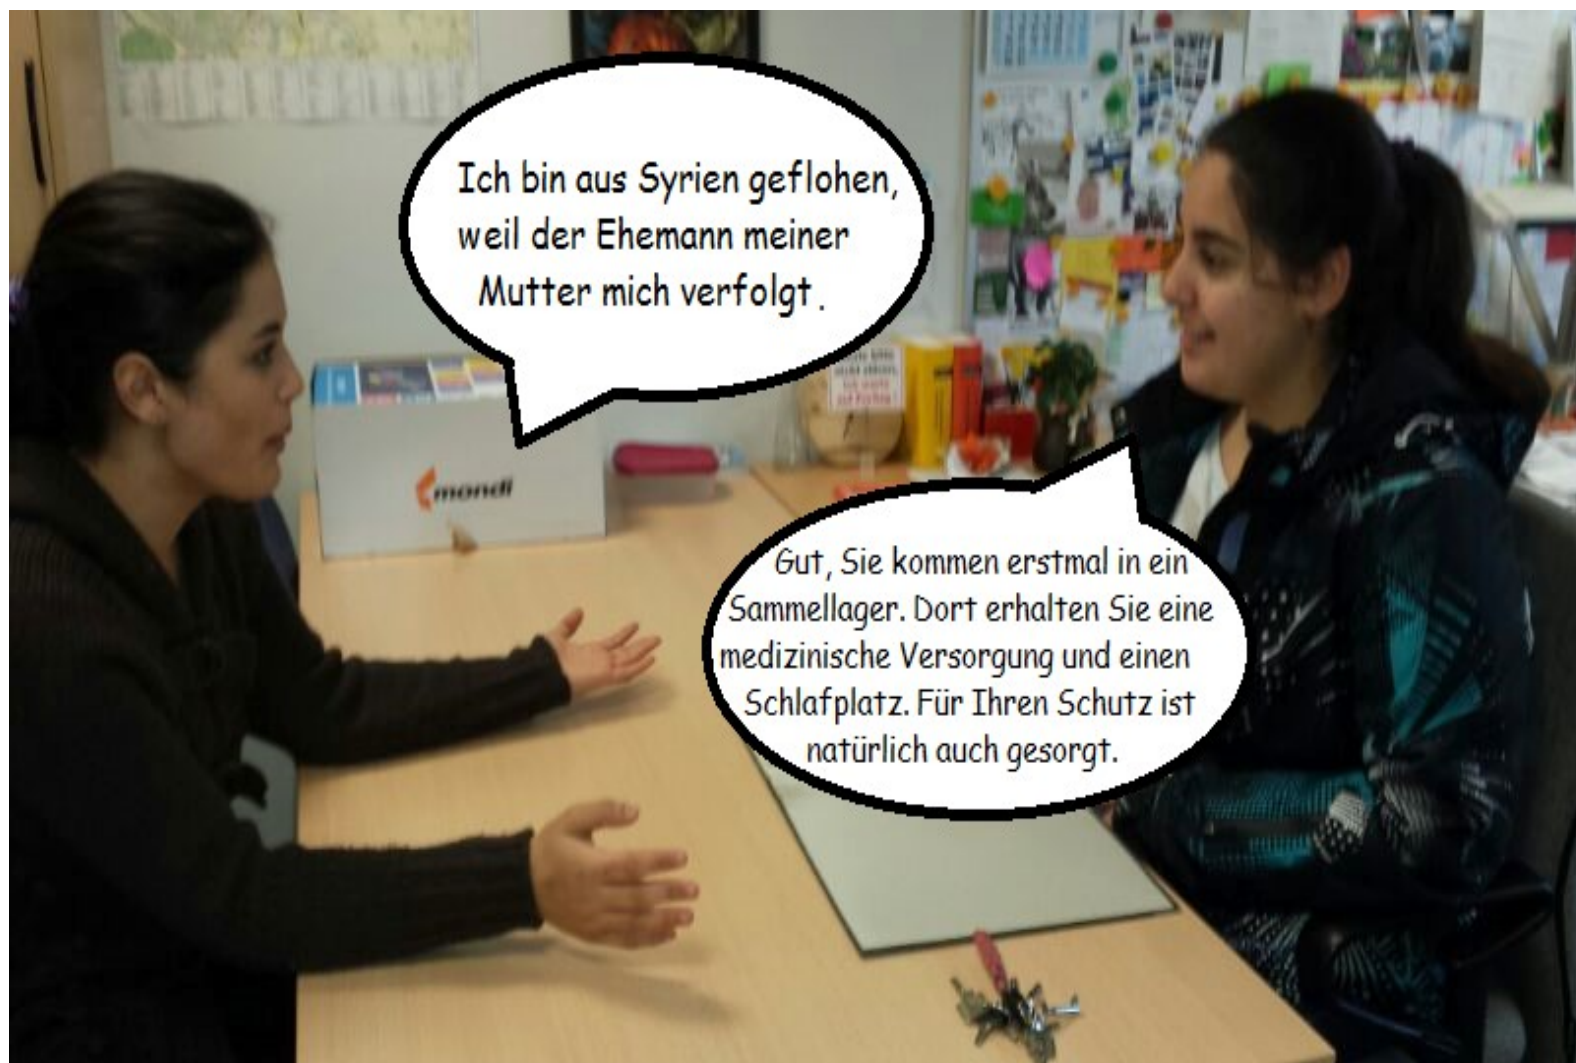 Ich bin aus Syrien geflohen,
weil der Ehemann meiner
Mutter mich verfolgt.
mondi
Gut, Sie kommen erstmal in ein
Sammellager. Dort erhalten Sie eine
medizinische Versorgung und einen
Schlafplatz. Für Ihren Schutz ist
natürlich auch gesorgt.